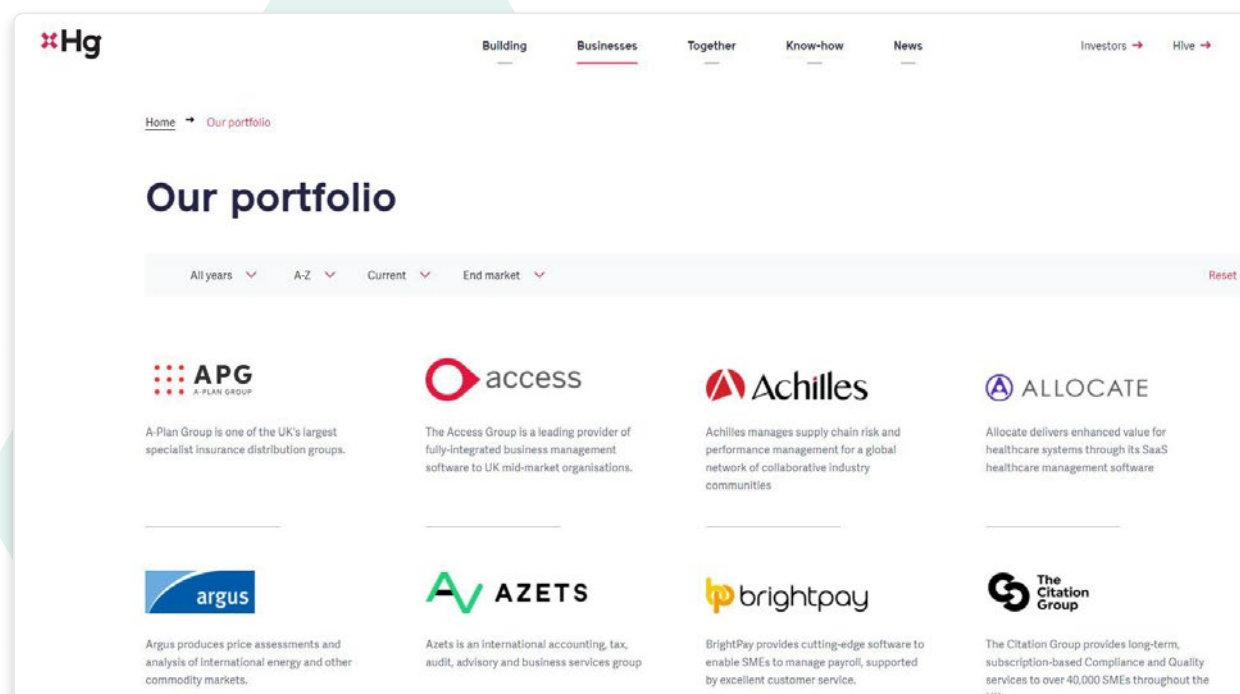 Hg
Building Businesses Together Know-how News
Investors Hive
Home Our portfolio
Our portfolio
All years A-Z Current End market
Reset
APG
A-PLAN GROUP
A-Plan Group is one of the UK's largest
specialist insurance distribution groups.
access
The Access Group is a leading provider of
fully-integrated business management
software to UK mid-market organisations.
Achilles
Achilles manages supply chain risk and
performance management for a global
network of collaborative industry
communities
ALLOCATE
Allocate delivers enhanced value for
healthcare systems through its SaaS
healthcare management software
argus
Argus produces price assessments and
analysis of international energy and other
commodity markets.
AZETS
Azets is an international accounting, tax,
audit, advisory and business services group
brightpay
BrightPay provides cutting-edge software to
enable SMEs to manage payroll, supported
by excellent customer service.
The
Citation
Group
The Citation Group provides long-term,
subscription-based Compliance and Quality
services to over 40,000 SMEs throughout the